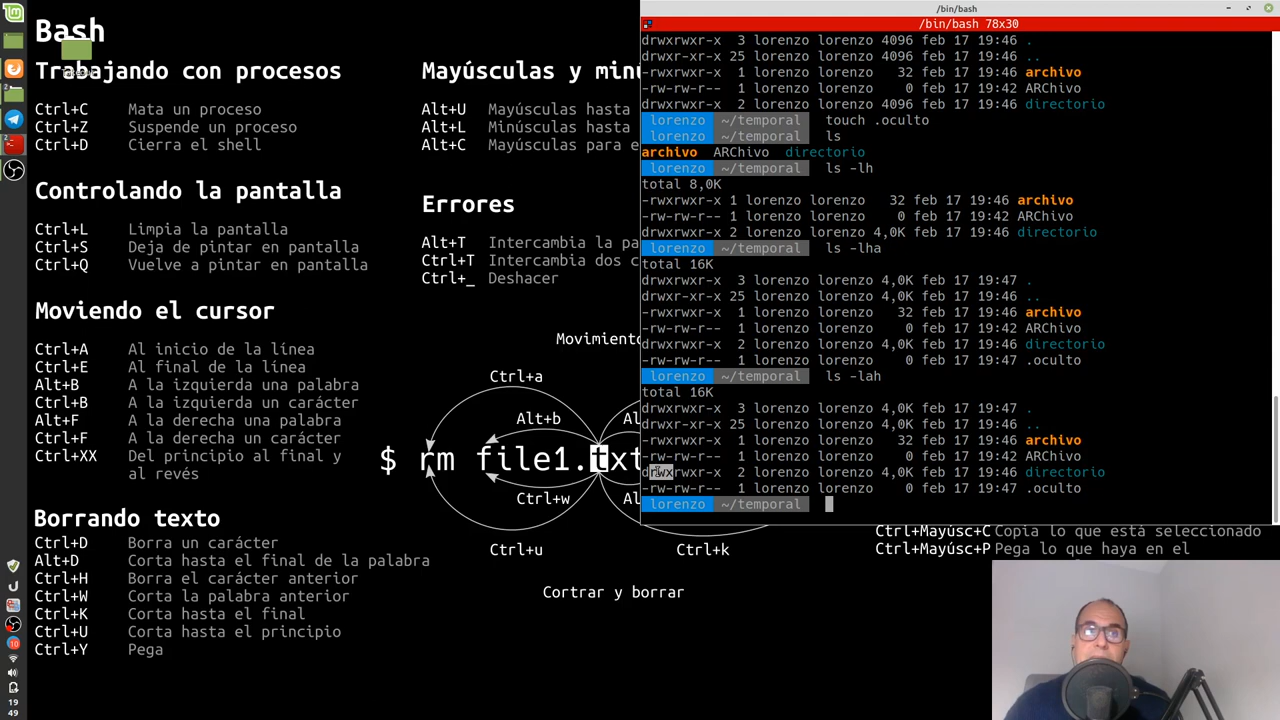 Bash
Trabajando con procesos
Ctrl+C Mata un proceso
Ctrl+Z Suspende un proceso
Ctrl+D Cierra el shell
Controlando la pantalla
Ctrl+L Limpia la pantalla
Ctrl+S Deja de pintar en pantalla
Ctrl+Q Vuelve a pintar en pantalla
Moviendo el cursor
Ctrl+A Al inicio de la línea
Ctrl+E Al final de la línea
Alt+B A la izquierda una palabra
Ctrl+B A la izquierda un carácter
Alt+F A la derecha una palabra
Ctrl+F A la derecha un carácter
Ctrl+XX Del principio al final y
al revés
Borrando texto
Ctrl+D Borra un carácter
Alt+D Corta hasta el final de la palabra
Ctrl+H Borra el carácter anterior
Ctrl+W Corta la palabra anterior
Ctrl+K Corta hasta el final
Ctrl+U Corta hasta el principio
Ctrl+Y Pega
Mayúsculas y minu
Alt+U Mayúsculas hasta
Alt+L Minúsculas hasta
Alt+C Mayúsculas para e
Errores
Alt+T Intercambia la pa
Ctrl+T Intercambia dos c
Ctrl+_ Deshacer
Movimiento
Ctrl+a
Alt+b Al
$ rm file1.txt
Ctrl+w Al
Ctrl+u Ctrl+k
Cortrar y borrar
/bin/bash
/bin/bash 78x30
drwxrwxr-x 3 lorenzo lorenzo 4096 feb 17 19:46 .
drwxr-xr-x 25 lorenzo lorenzo 4096 feb 17 19:46 ..
-rwxrwxr-x 1 lorenzo lorenzo 32 feb 17 19:46 archivo
-rw-rw-r-- 1 lorenzo lorenzo 0 feb 17 19:42 ARChivo
drwxrwxr-x 2 lorenzo lorenzo 4096 feb 17 19:46 directorio
lorenzo ~/temporal touch .oculto
lorenzo ~/temporal ls
archivo ARChivo directorio
lorenzo ~/temporal ls -lh
total 8,0K
-rwxrwxr-x 1 lorenzo lorenzo 32 feb 17 19:46 archivo
-rw-rw-r-- 1 lorenzo lorenzo 0 feb 17 19:42 ARChivo
drwxrwxr-x 2 lorenzo lorenzo 4,0K feb 17 19:46 directorio
lorenzo ~/temporal ls -lha
total 16K
drwxrwxr-x 3 lorenzo lorenzo 4,0K feb 17 19:47 .
drwxr-xr-x 25 lorenzo lorenzo 4,0K feb 17 19:46 ..
-rwxrwxr-x 1 lorenzo lorenzo 32 feb 17 19:46 archivo
-rw-rw-r-- 1 lorenzo lorenzo 0 feb 17 19:42 ARChivo
drwxrwxr-x 2 lorenzo lorenzo 4,0K feb 17 19:46 directorio
-rw-rw-r-- 1 lorenzo lorenzo 0 feb 17 19:47 .oculto
lorenzo ~/temporal ls -lah
total 16K
drwxrwxr-x 3 lorenzo lorenzo 4,0K feb 17 19:47 .
drwxr-xr-x 25 lorenzo lorenzo 4,0K feb 17 19:46 ..
-rwxrwxr-x 1 lorenzo lorenzo 32 feb 17 19:46 archivo
-rw-rw-r-- 1 lorenzo lorenzo 0 feb 17 19:42 ARChivo
drwxrwxr-x 2 lorenzo lorenzo 4,0K feb 17 19:46 directorio
-rw-rw-r-- 1 lorenzo lorenzo 0 feb 17 19:47 .oculto
lorenzo ~/temporal
Ctrl+Mayúsc+C Copia lo que está seleccionado
Ctrl+Mayúsc+P Pega lo que haya en el
19
49